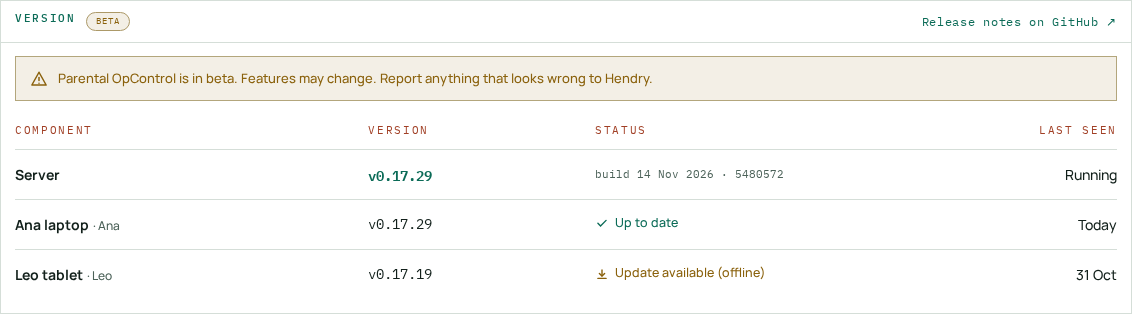 VERSION BETA Release notes on GitHub ↗
Parental OpControl is in beta. Features may change. Report anything that looks wrong to Hendry.
COMPONENT VERSION STATUS LAST SEEN
Server v0.17.29 build 14 Nov 2026 · 5480572 Running
Ana laptop · Ana v0.17.29 Up to date Today
Leo tablet · Leo v0.17.19 Update available (offline) 31 Oct